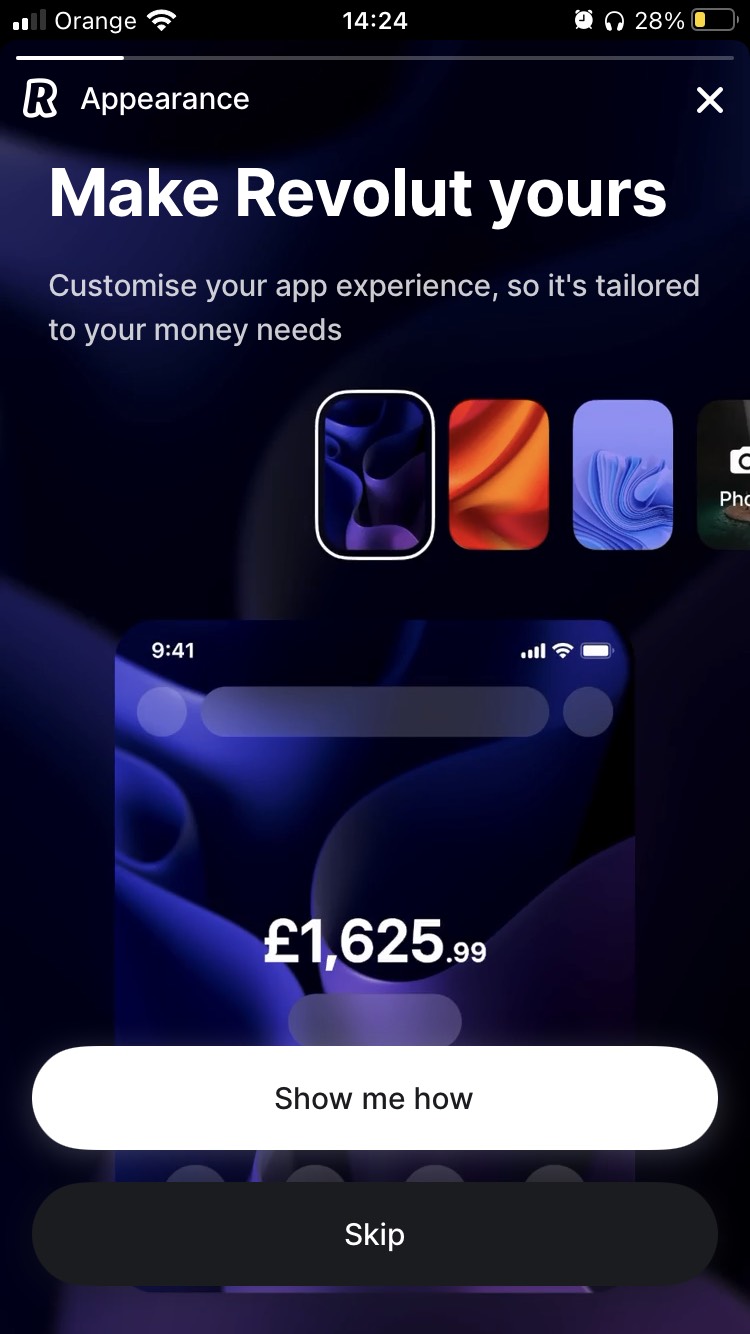 Orange 14:24 28%
R Appearance
Make Revolut yours
Customise your app experience, so it's tailored
to your money needs
Pho
9:41
£1,625.99
Show me how
Skip